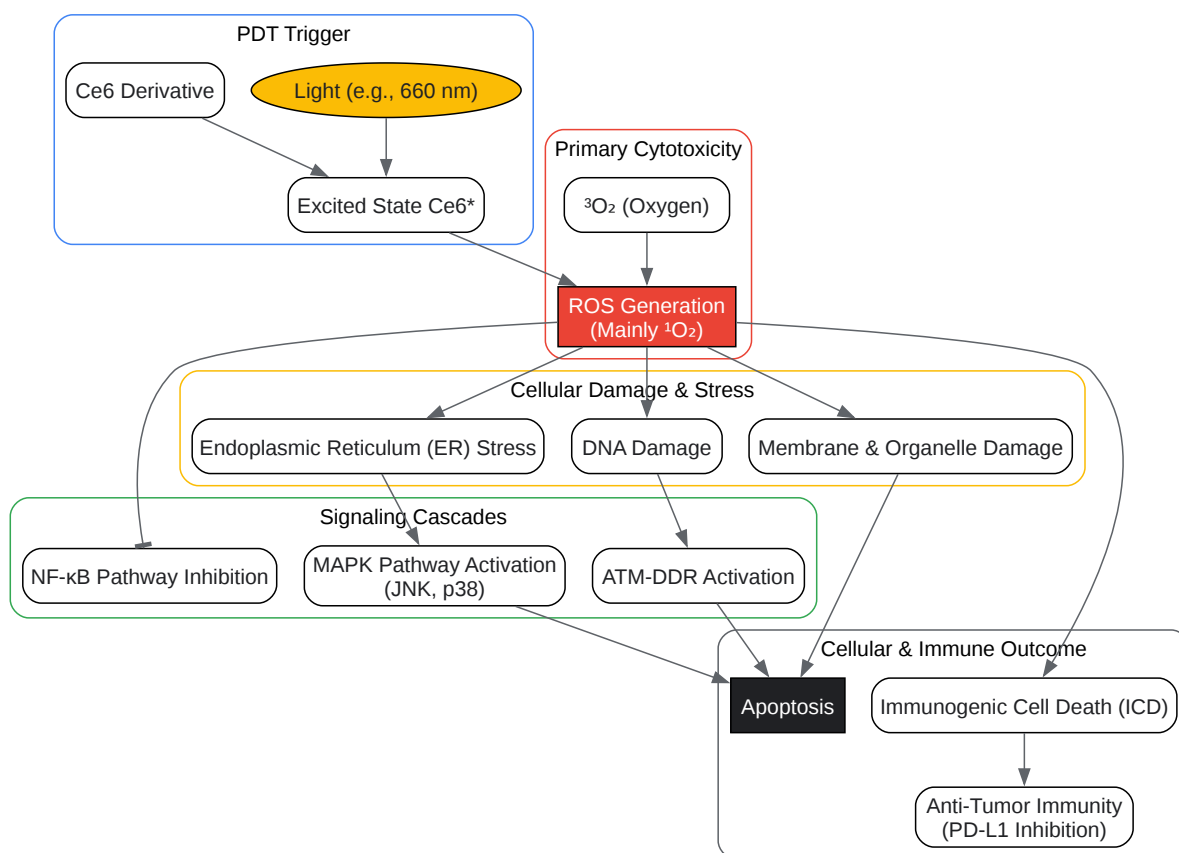 PDT Trigger
Ce6 Derivative
Light (e.g., 660 nm)
Excited State Ce6*
Primary Cytotoxicity
³O₂ (Oxygen)
ROS Generation
(Mainly ¹O₂)
Cellular Damage & Stress
Endoplasmic Reticulum (ER) Stress
DNA Damage
Membrane & Organelle Damage
Signaling Cascades
NF-κB Pathway Inhibition
MAPK Pathway Activation
(JNK, p38)
ATM-DDR Activation
Cellular & Immune Outcome
Apoptosis
Immunogenic Cell Death (ICD)
Anti-Tumor Immunity
(PD-L1 Inhibition)